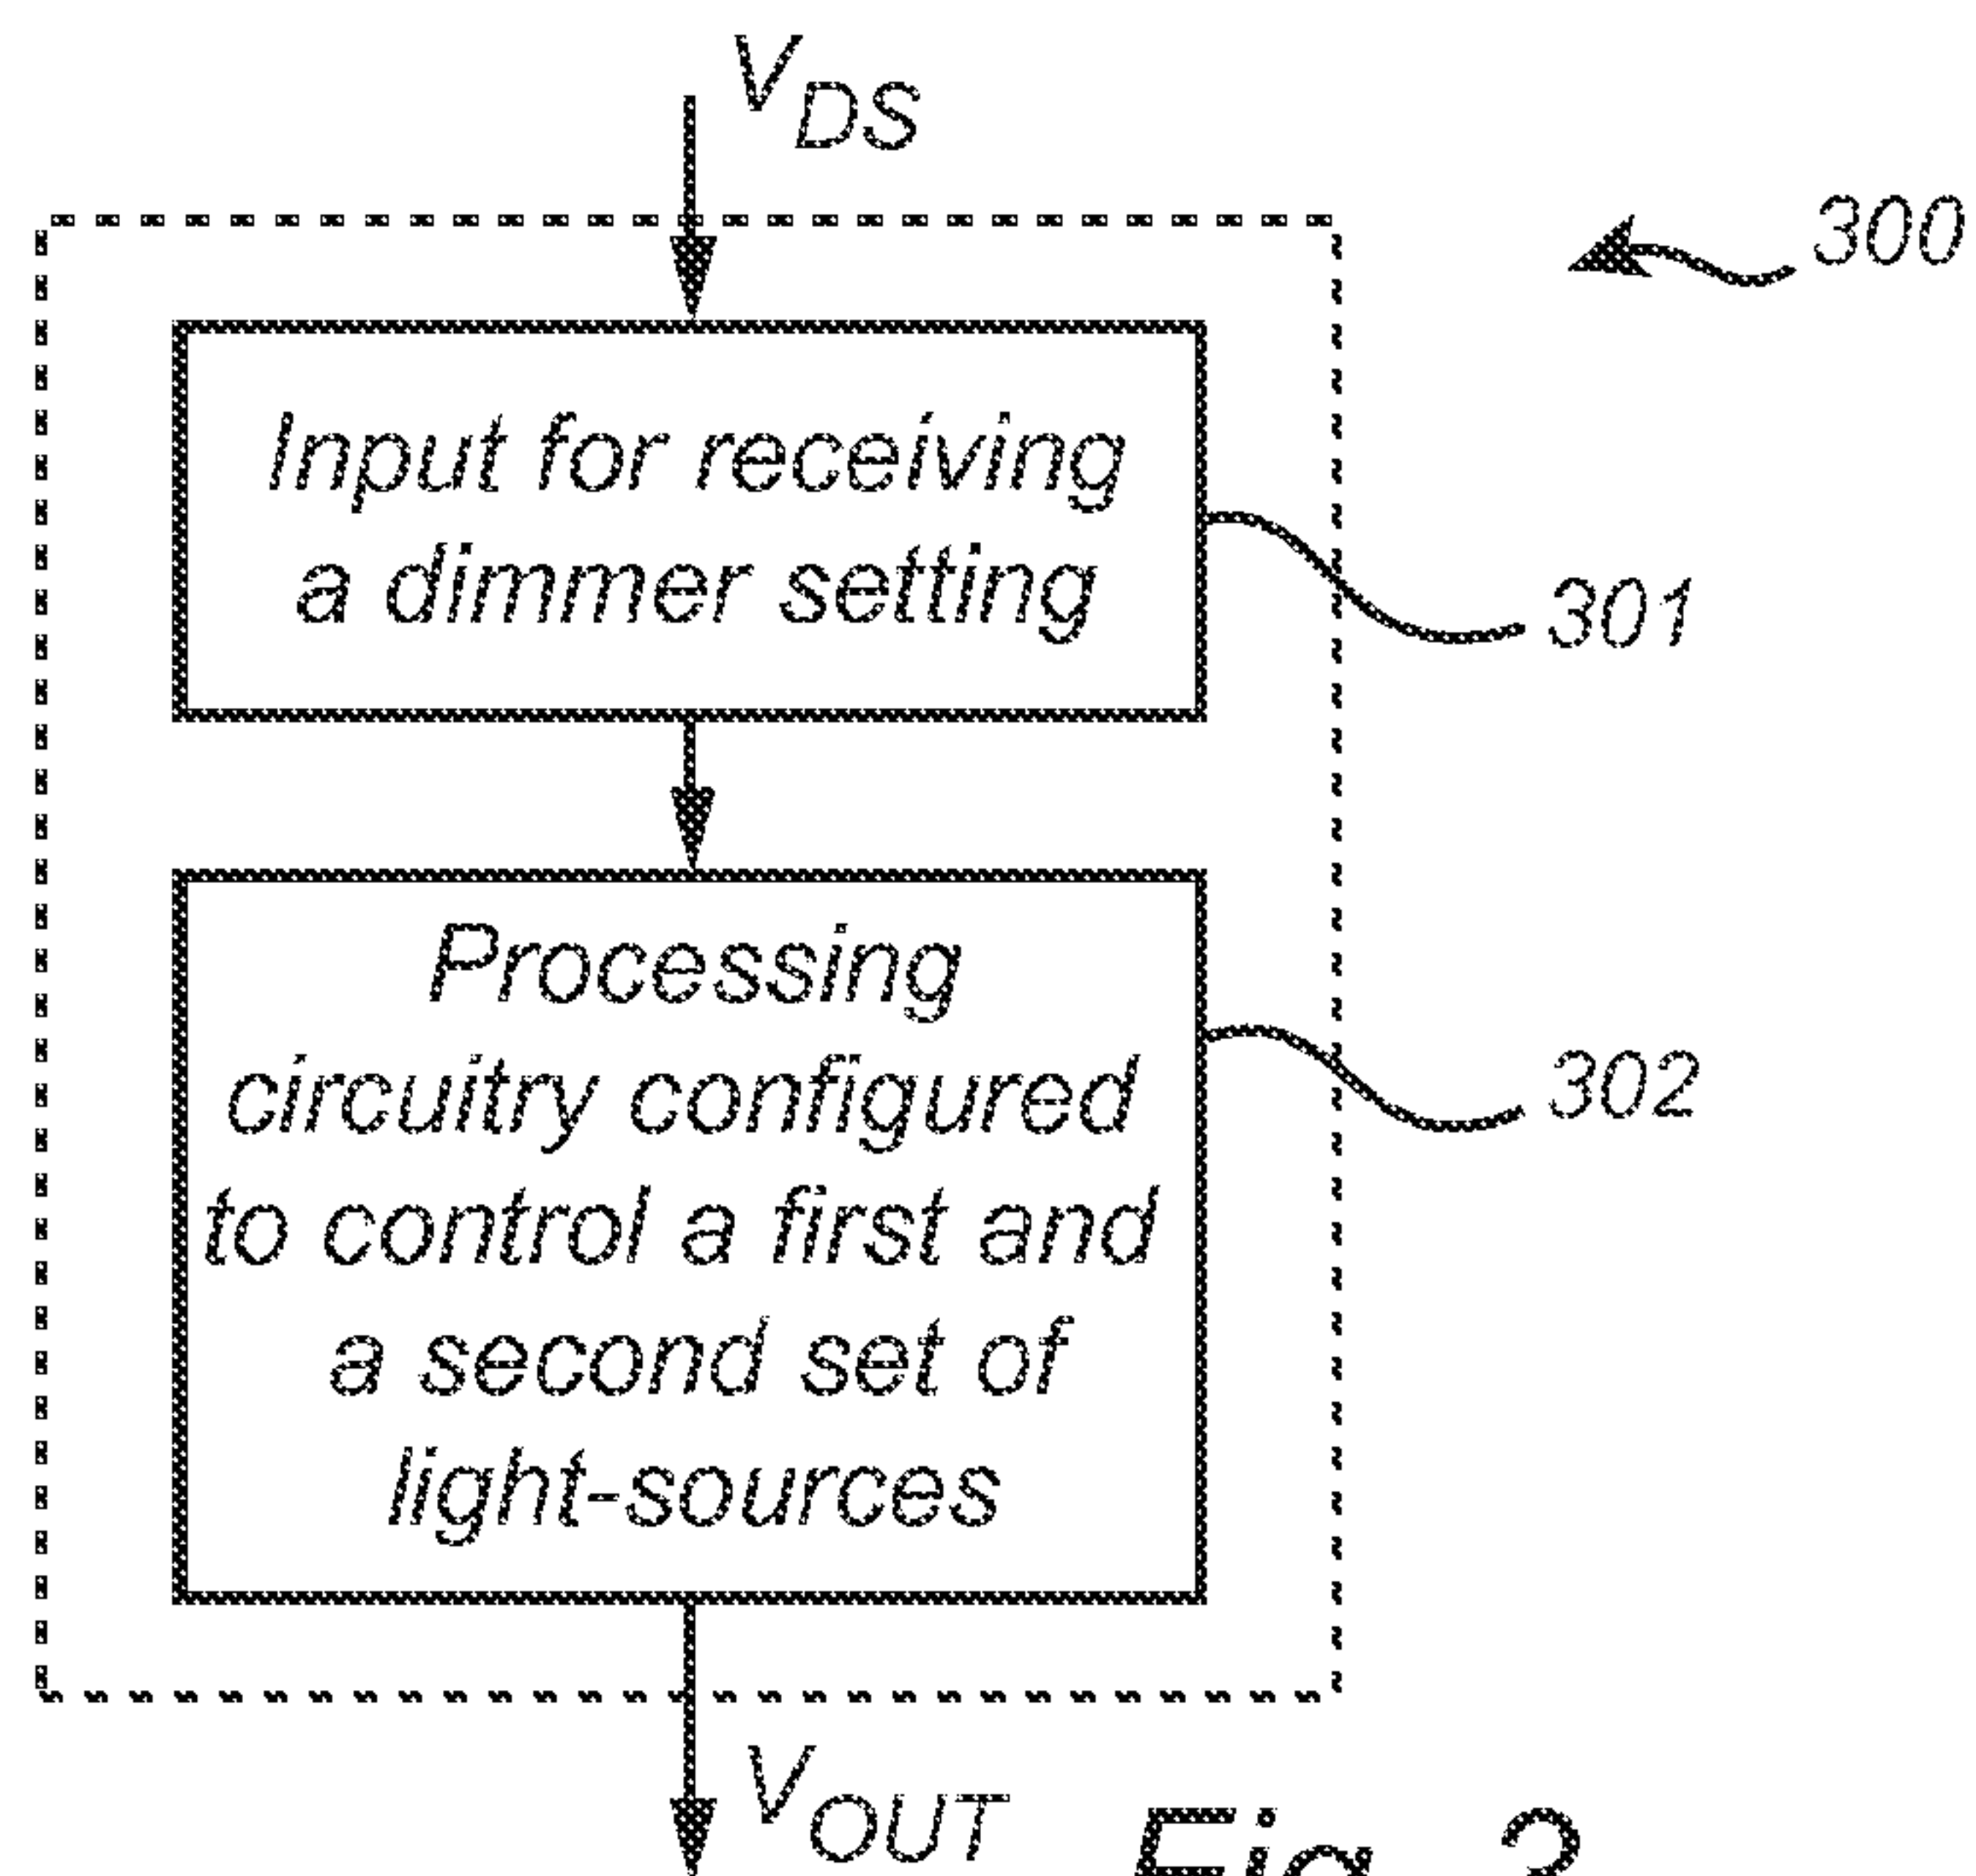 V_DS
300
Input for receiving
a dimmer setting
301
Processing
circuitry configured
to control a first and
a second set of
light-sources
302
V_OUT
Fig.